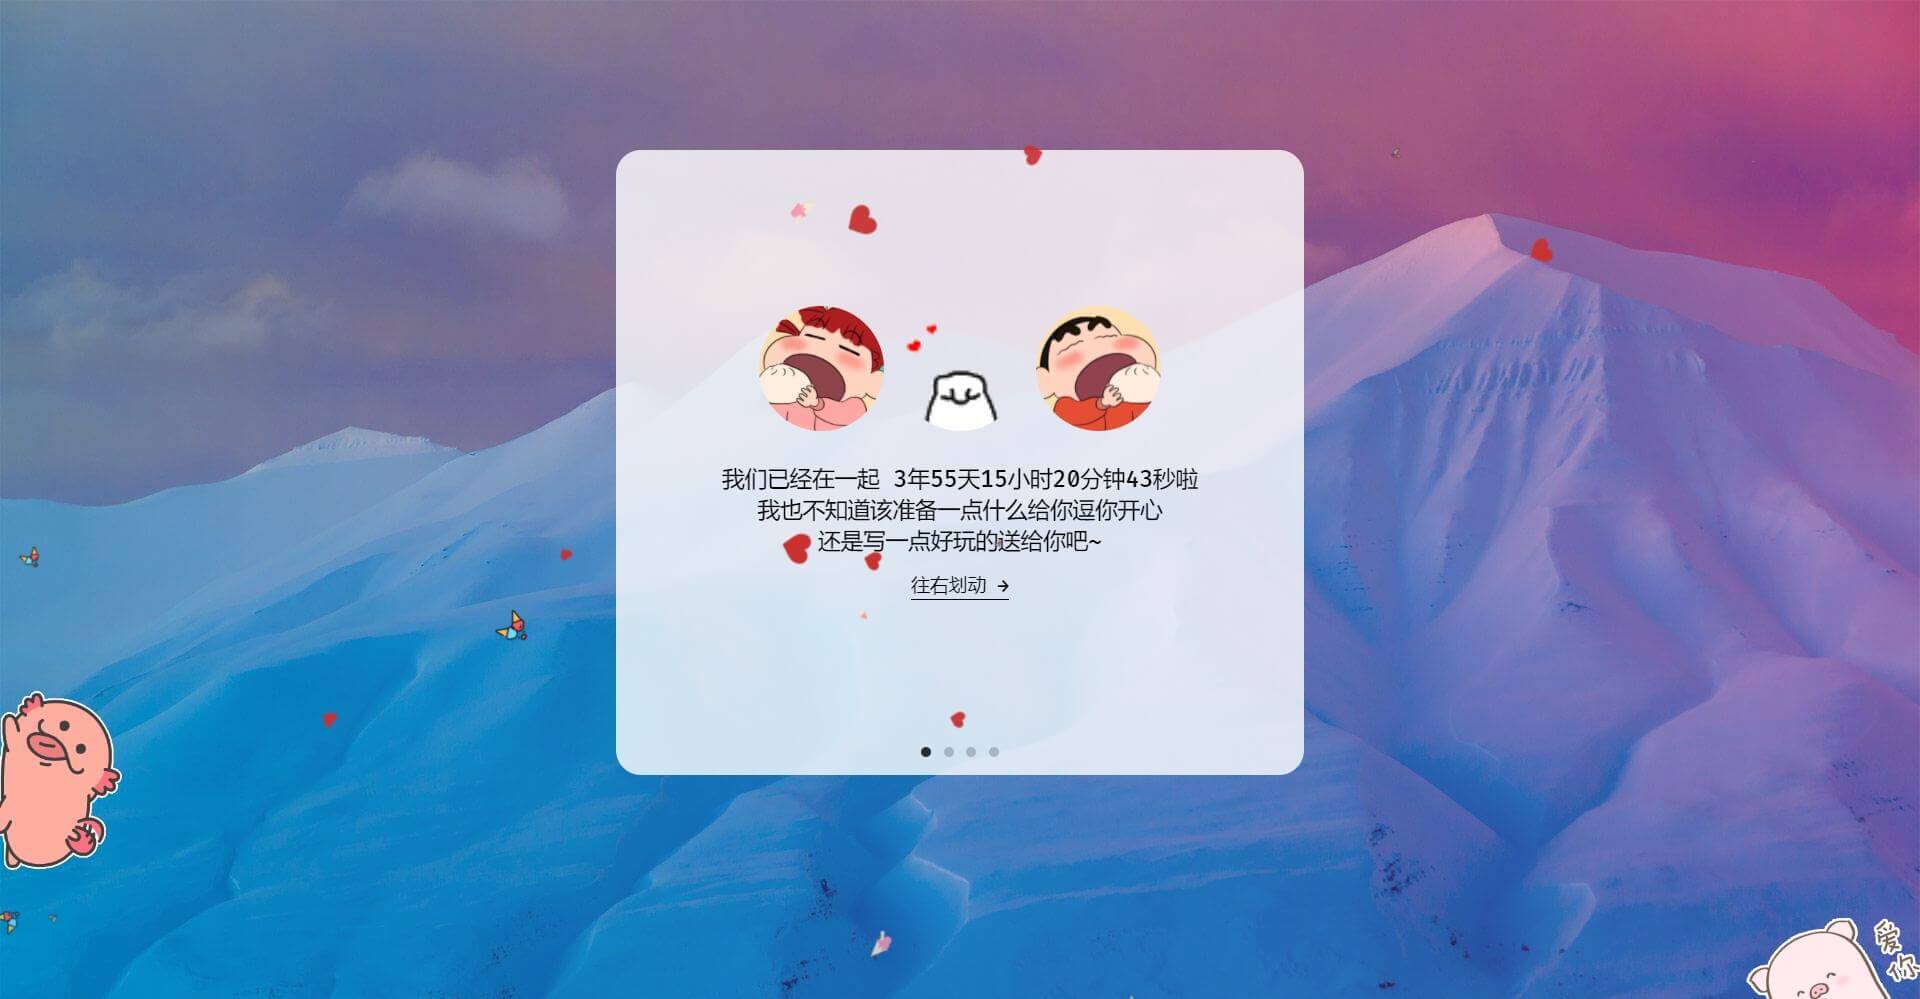 我们已经在一起 3年55天15小时20分钟43秒啦
我也不知道该准备一点什么给你逗你开心
还是写一点好玩的送给你吧~
往右划动 →
爱你